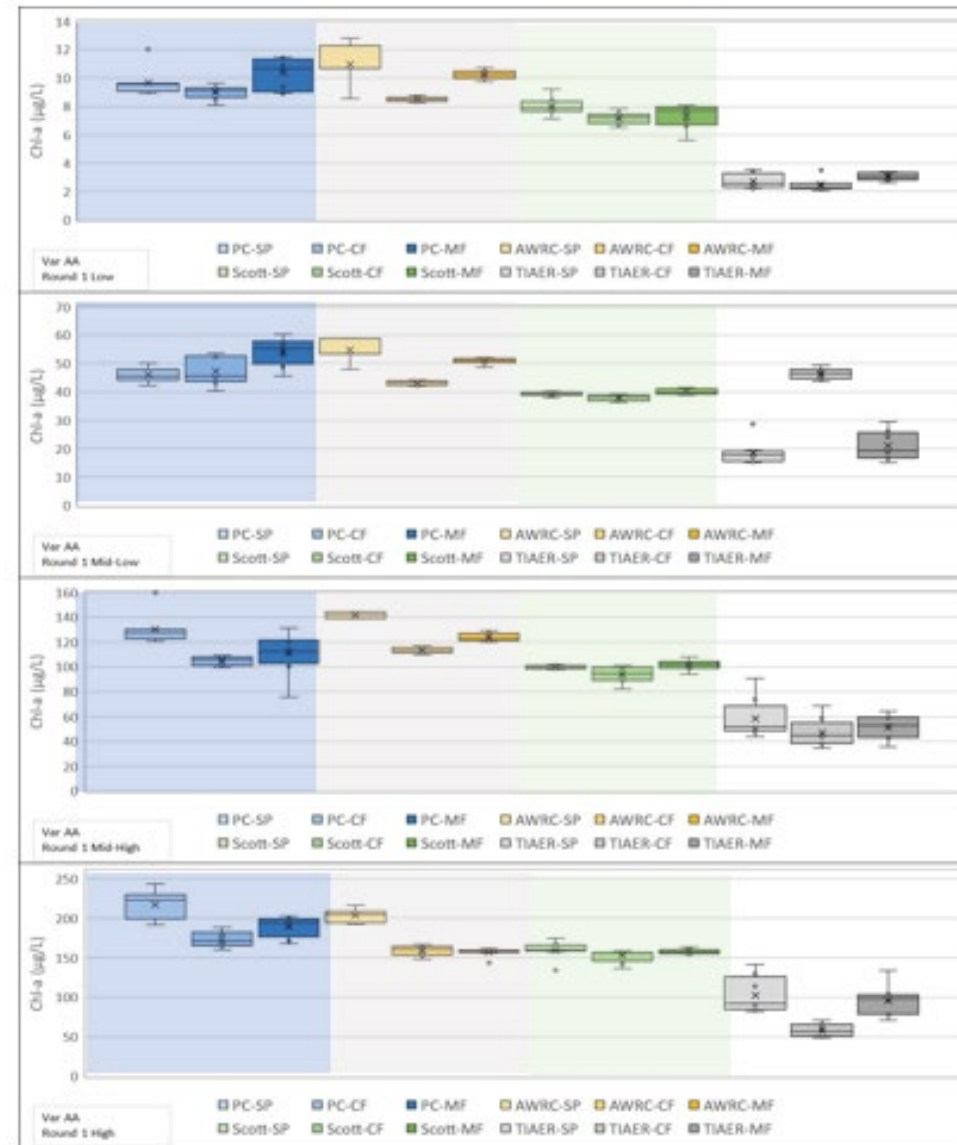 14
12
10
8
6
4
2
0
Chl-a (µg/L)
Var AA
Round 1 Low
PC-SP PC-CF PC-MF AWRC-SP AWRC-CF AWRC-MF
Scott-SP Scott-CF Scott-MF TIAER-SP TIAER-CF TIAER-MF
70
60
50
40
30
20
10
0
Chl-a (µg/L)
Var AA
Round 1 Mid-Low
PC-SP PC-CF PC-MF AWRC-SP AWRC-CF AWRC-MF
Scott-SP Scott-CF Scott-MF TIAER-SP TIAER-CF TIAER-MF
160
140
120
100
80
60
40
20
0
Chl-a (µg/L)
Var AA
Round 1 Mid-High
PC-SP PC-CF PC-MF AWRC-SP AWRC-CF AWRC-MF
Scott-SP Scott-CF Scott-MF TIAER-SP TIAER-CF TIAER-MF
250
200
150
100
50
0
Chl-a (µg/L)
Var AA
Round 1 High
PC-SP PC-CF PC-MF AWRC-SP AWRC-CF AWRC-MF
Scott-SP Scott-CF Scott-MF TIAER-SP TIAER-CF TIAER-MF